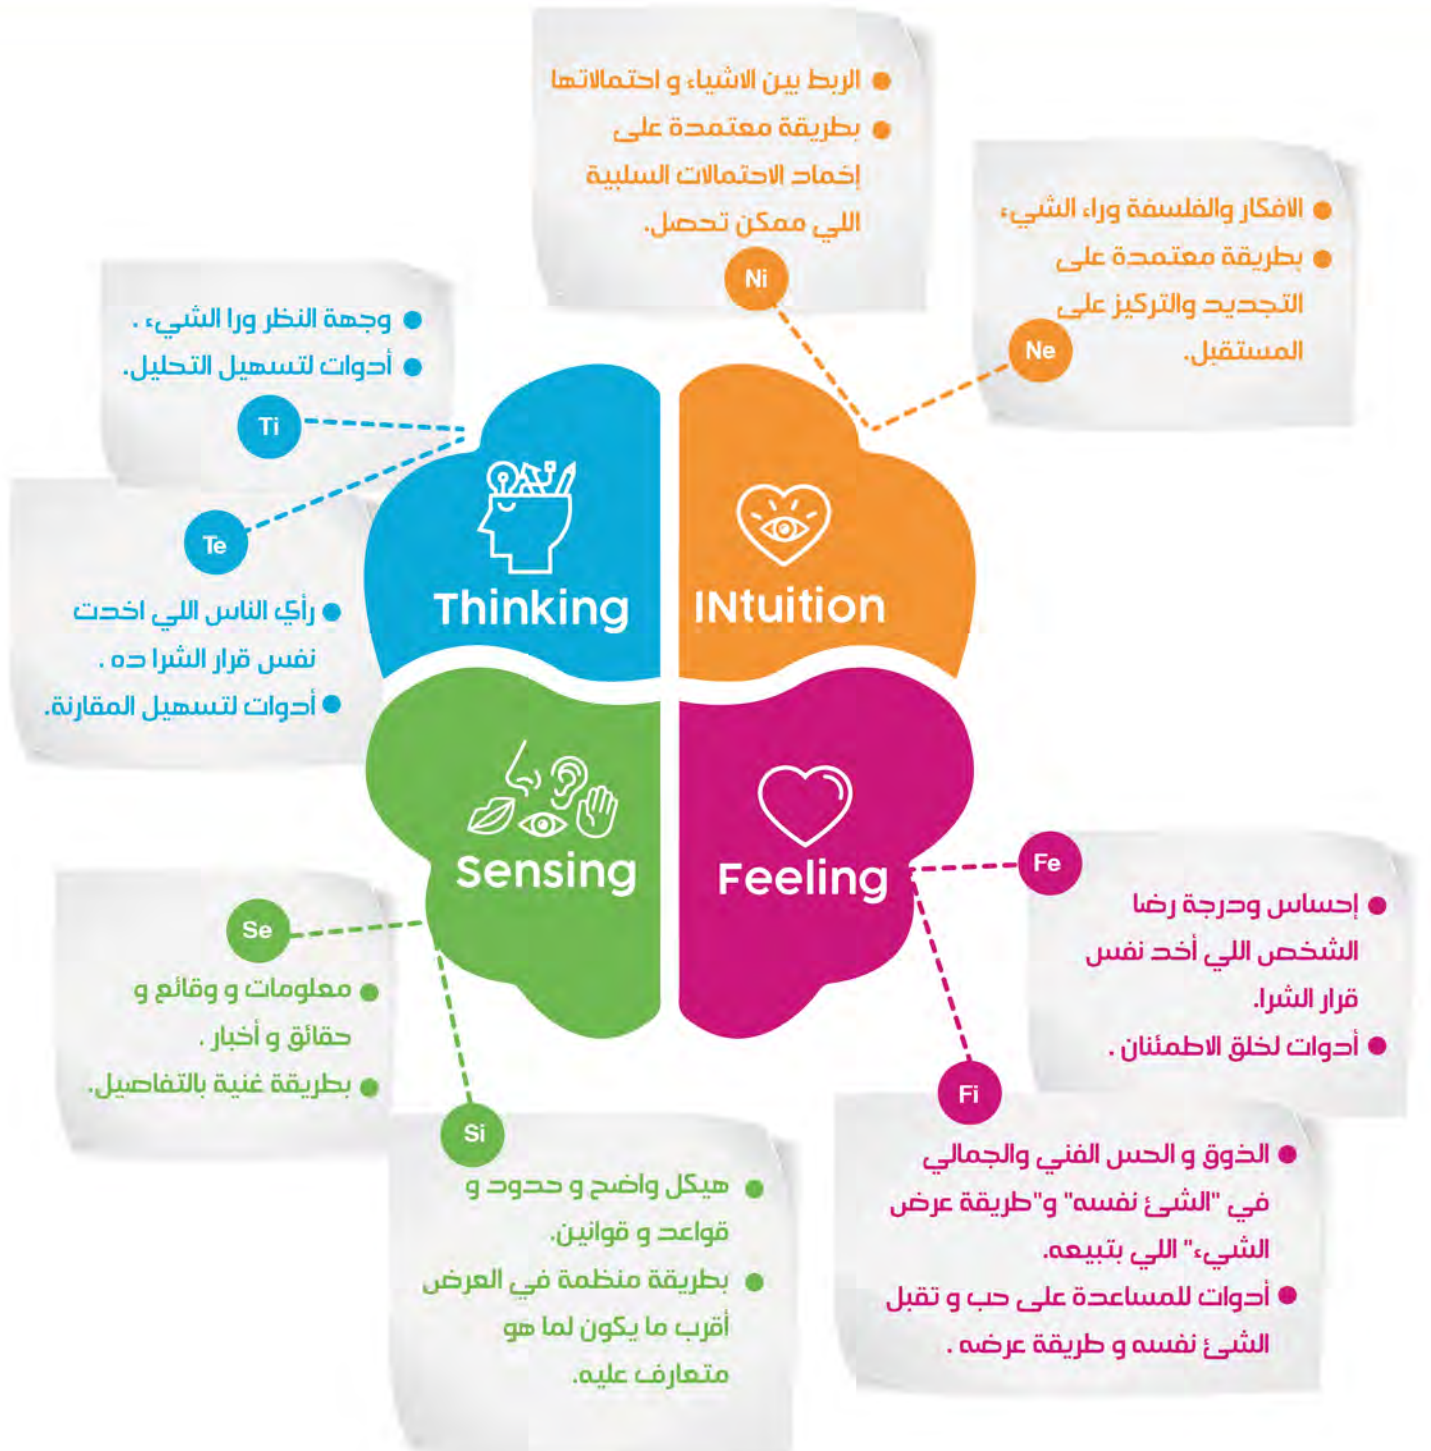 الربط بين الاشياء و احتمالاتها
بطريقة معتمدة على
إخماد الاحتمالات السلبية
اللي ممكن تحصل.
Ni
الافكار والفلسفة وراء الشيء
بطريقة معتمدة على
التجديد والتركيز على
المستقبل.
Ne
وجهة النظر ورا الشيء .
أدوات لتسهيل التحليل.
Ti
Te
رأي الناس اللي اخدت
نفس قرار الشرا ده .
أدوات لتسهيل المقارنة.
Thinking
INtuition
Sensing
Feeling
Fe
إحساس ودرجة رضا
الشخص اللي أخد نفس
قرار الشرا.
أدوات لخلق الاطمئنان .
Se
معلومات و وقائع و
حقائق و أخبار .
بطريقة غنية بالتفاصيل.
Fi
الذوق و الحس الفني والجمالي
في "الشئ نفسه" و"طريقة عرض
الشيء" اللي بتبيعه.
أدوات للمساعدة على حب و تقبل
الشئ نفسه و طريقة عرضه .
Si
هيكل واضح و حدود و
قواعد و قوانين.
بطريقة منظمة في العرض
أقرب ما يكون لما هو
متعارف عليه.